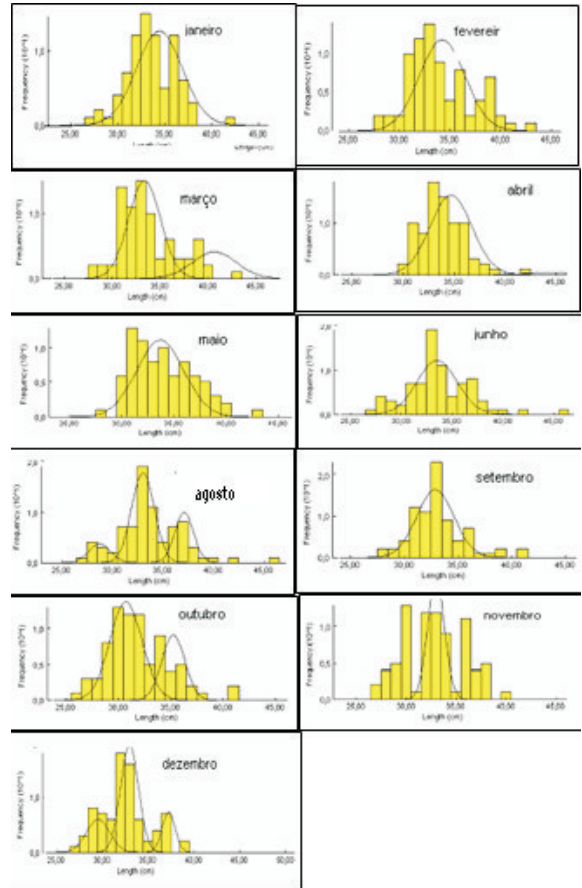 janeiro
Frequency (10^1)
1,0
0,0
25,00 30,00 35,00 40,00 45,00
Length (cm)
fevereir
Frequency (10^1)
1,0
0,5
0,0
25,00 30,00 35,00 40,00 45,00
Length (cm)
março
Frequency (10^1)
1,0
0,0
25,00 30,00 35,00 40,00 45,00
Length (cm)
abril
Frequency (10^1)
1,0
0,0
25,00 30,00 35,00 40,00 45,00
Length (cm)
maio
Frequency (10^1)
1,0
0,5
0,0
25,00 30,00 35,00 40,00 45,00
Length (cm)
junho
Frequency (10^1)
2,0
1,0
0,0
25,00 30,00 35,00 40,00 45,00
Length (cm)
agosto
Frequency (10^1)
2,0
1,0
0,0
25,00 30,00 35,00 40,00 45,00
Length (cm)
setembro
Frequency (10^1)
2,0
1,0
0,0
25,00 30,00 35,00 40,00 45,00
Length (cm)
outubro
Frequency (10^1)
1,0
0,5
0,0
25,00 30,00 35,00 40,00 45,00
Length (cm)
novembro
Frequency (10^1)
1,0
0,5
0,0
25,00 30,00 35,00 40,00 45,00
Length (cm)
dezembro
Frequency (10^1)
1,0
0,0
25,00 30,00 35,00 40,00 45,00 50,00
Length (cm)